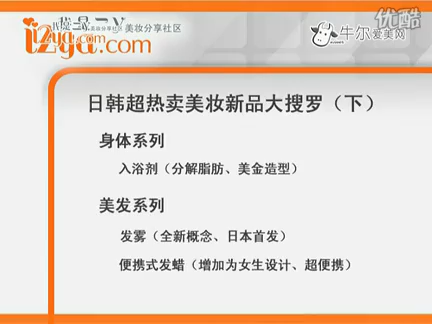 美妆分享社区
izya.com
牛尔爱美网
优酷
日韩超热卖美妆新品大搜罗（下）
身体系列
入浴剂（分解脂肪、美金造型）
美发系列
发雾（全新概念、日本首发）
便携式发蜡（增加为女生设计、超便携）